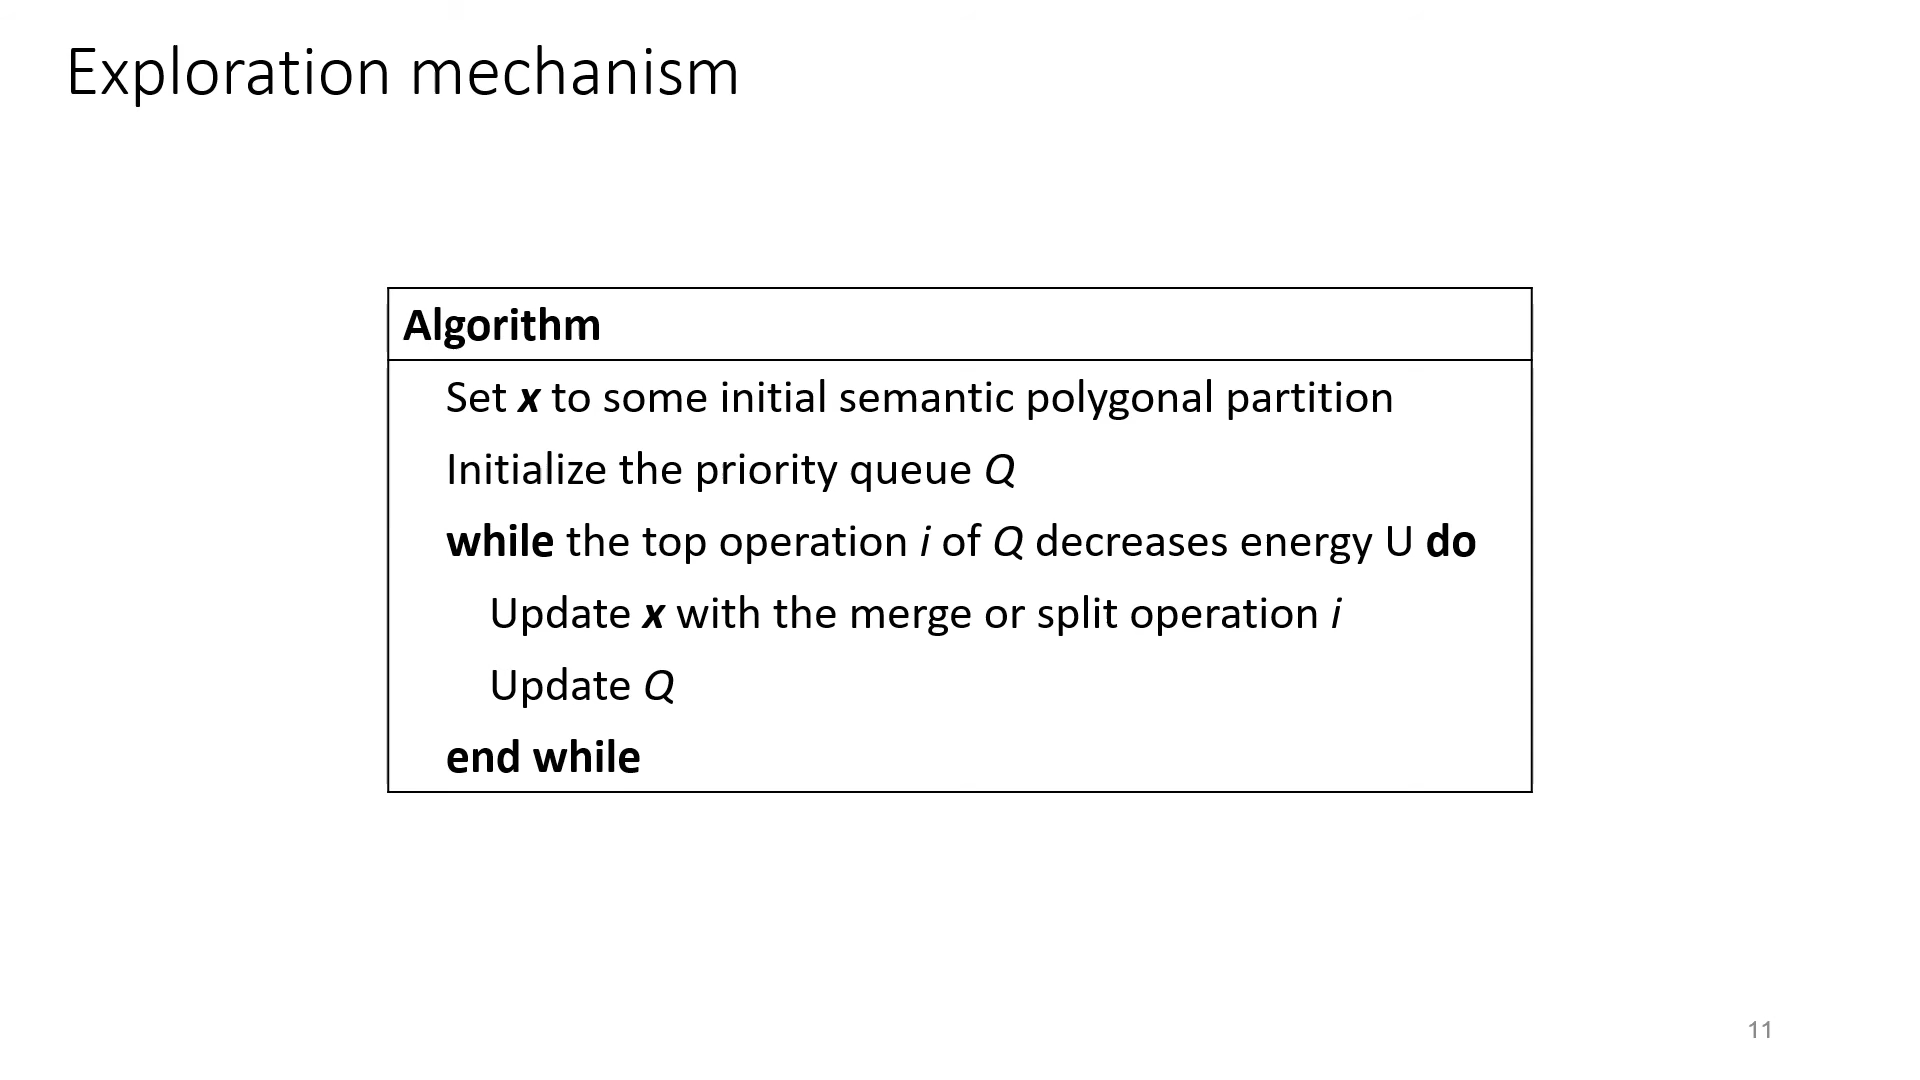 Exploration mechanism
Algorithm
Set x to some initial semantic polygonal partition
Initialize the priority queue Q
while the top operation i of Q decreases energy U do
Update x with the merge or split operation i
Update Q
end while
11